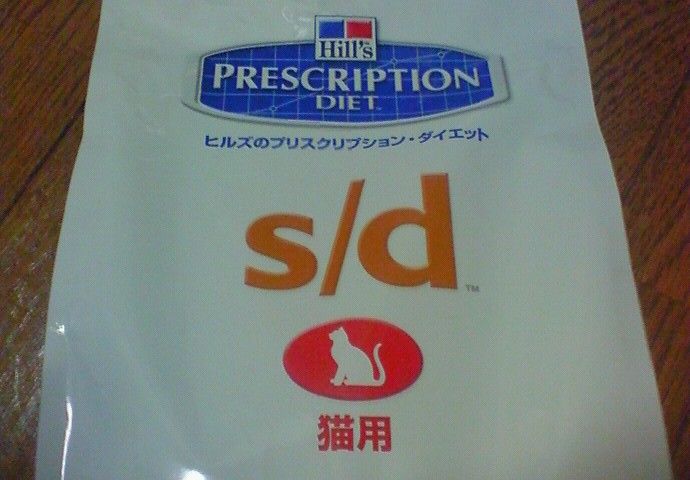 Hill's
PRESCRIPTION
DIET
ヒルズのプリスクリプション・ダイエット
s/d™
猫用